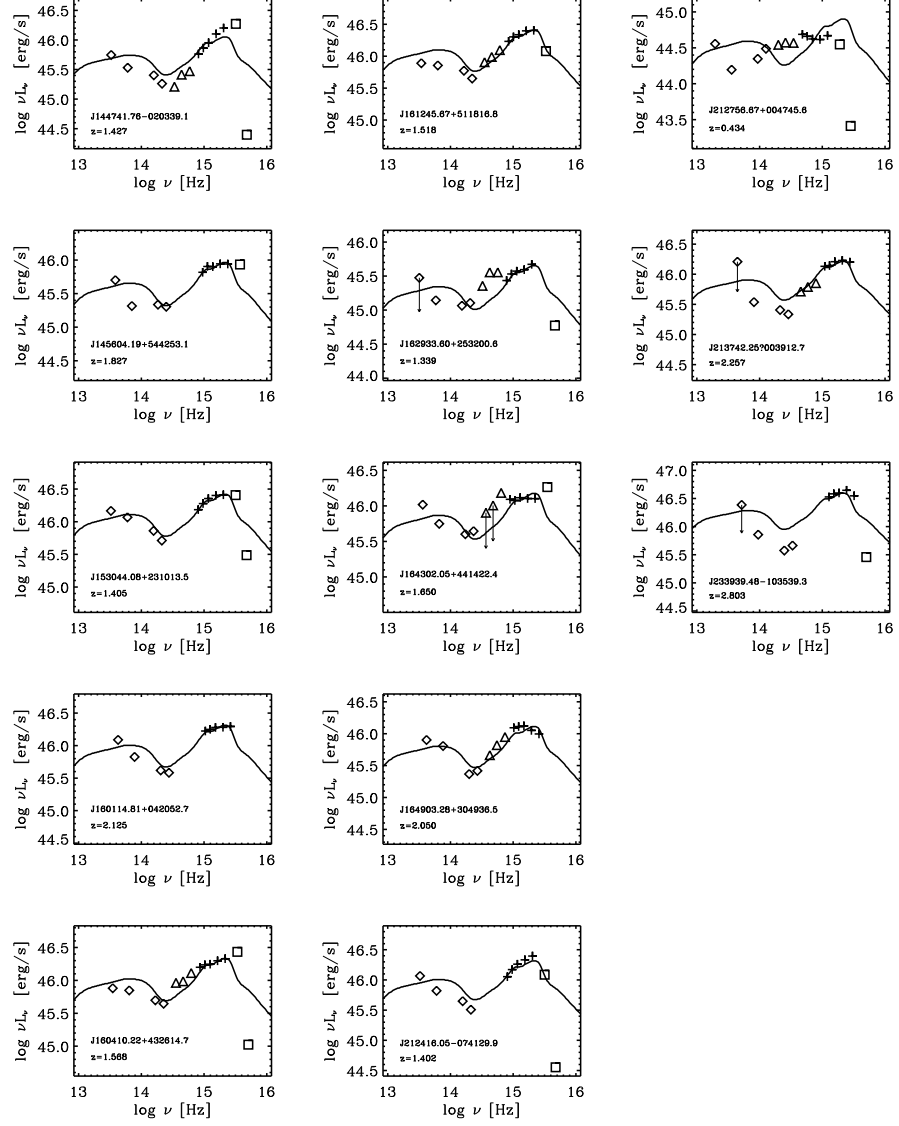 46.5
46.0
45.5
45.0
44.5
log νLᵥ [erg/s]
J144741.76−020339.1
z=1.427
13 14 15 16
log ν [Hz]
46.5
46.0
45.5
45.0
log νLᵥ [erg/s]
J161245.67+511816.8
z=1.518
13 14 15 16
log ν [Hz]
45.0
44.5
44.0
43.5
log νLᵥ [erg/s]
J212756.67+004745.6
z=0.434
13 14 15 16
log ν [Hz]
46.0
45.5
45.0
44.5
log νLᵥ [erg/s]
J145604.19+544253.1
z=1.827
13 14 15 16
log ν [Hz]
46.0
45.5
45.0
44.5
44.0
log νLᵥ [erg/s]
J162933.60+253200.6
z=1.339
13 14 15 16
log ν [Hz]
46.5
46.0
45.5
45.0
44.5
log νLᵥ [erg/s]
J213742.25?003912.7
z=2.257
13 14 15 16
log ν [Hz]
46.5
46.0
45.5
45.0
log νLᵥ [erg/s]
J153044.08+231013.5
z=1.405
13 14 15 16
log ν [Hz]
46.5
46.0
45.5
45.0
log νLᵥ [erg/s]
J164302.05+441422.4
z=1.650
13 14 15 16
log ν [Hz]
47.0
46.5
46.0
45.5
45.0
44.5
log νLᵥ [erg/s]
J233939.48−103539.3
z=2.803
13 14 15 16
log ν [Hz]
46.5
46.0
45.5
45.0
44.5
log νLᵥ [erg/s]
J160114.81+042052.7
z=2.125
13 14 15 16
log ν [Hz]
46.5
46.0
45.5
45.0
44.5
log νLᵥ [erg/s]
J164903.28+304936.5
z=2.050
13 14 15 16
log ν [Hz]
46.5
46.0
45.5
45.0
log νLᵥ [erg/s]
J160410.22+432614.7
z=1.568
13 14 15 16
log ν [Hz]
46.5
46.0
45.5
45.0
44.5
log νLᵥ [erg/s]
J212416.05−074129.9
z=1.402
13 14 15 16
log ν [Hz]